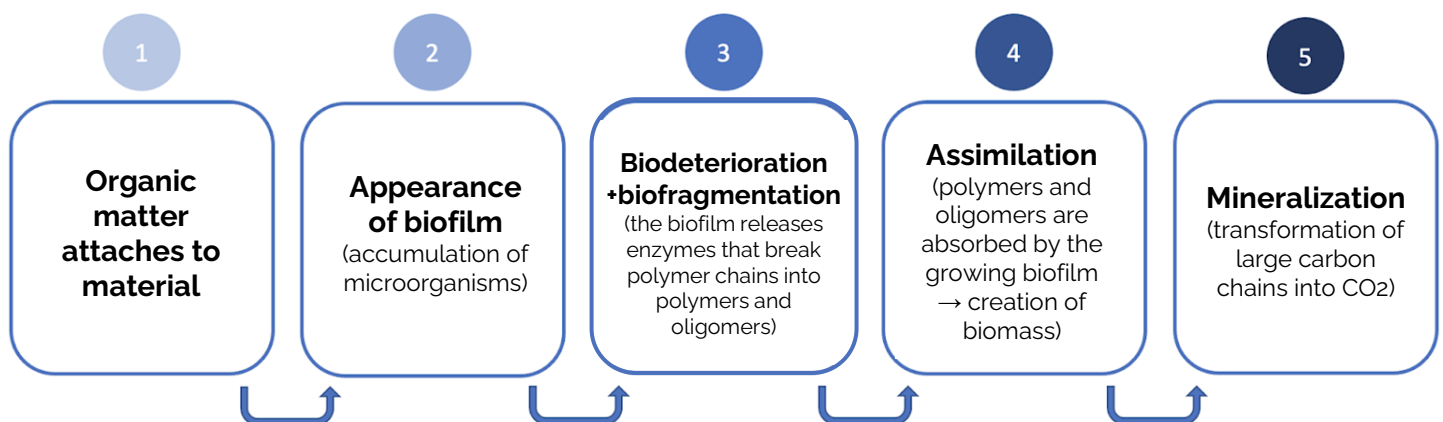 1
Organic
matter
attaches to
material
2
Appearance
of biofilm
(accumulation of
microorganisms)
3
Biodeterioration
+biofragmentation
(the biofilm releases
enzymes that break
polymer chains into
polymers and
oligomers)
4
Assimilation
(polymers and
oligomers are
absorbed by the
growing biofilm
→ creation of
biomass)
5
Mineralization
(transformation of
large carbon
chains into CO2)